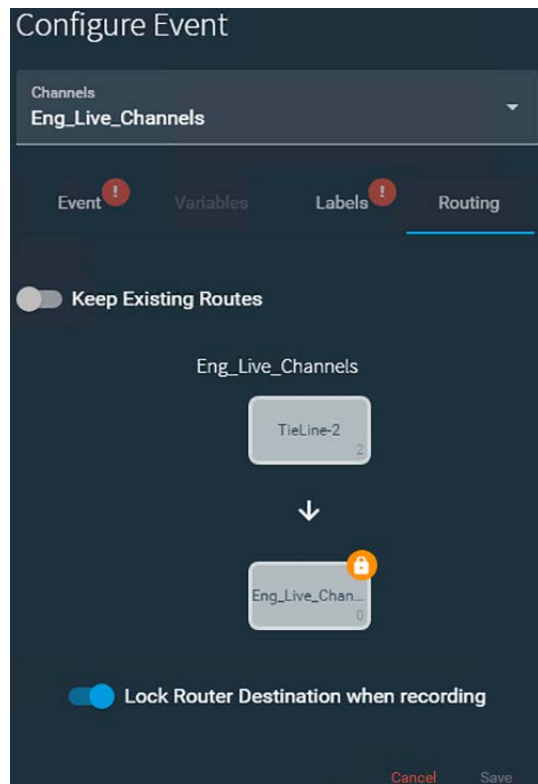 Configure Event
Channels
Eng_Live_Channels
Event ! Variables Labels ! Routing
Keep Existing Routes
Eng_Live_Channels
TieLine-2
2
Eng_Live_Chan...
0
Lock Router Destination when recording
Cancel Save